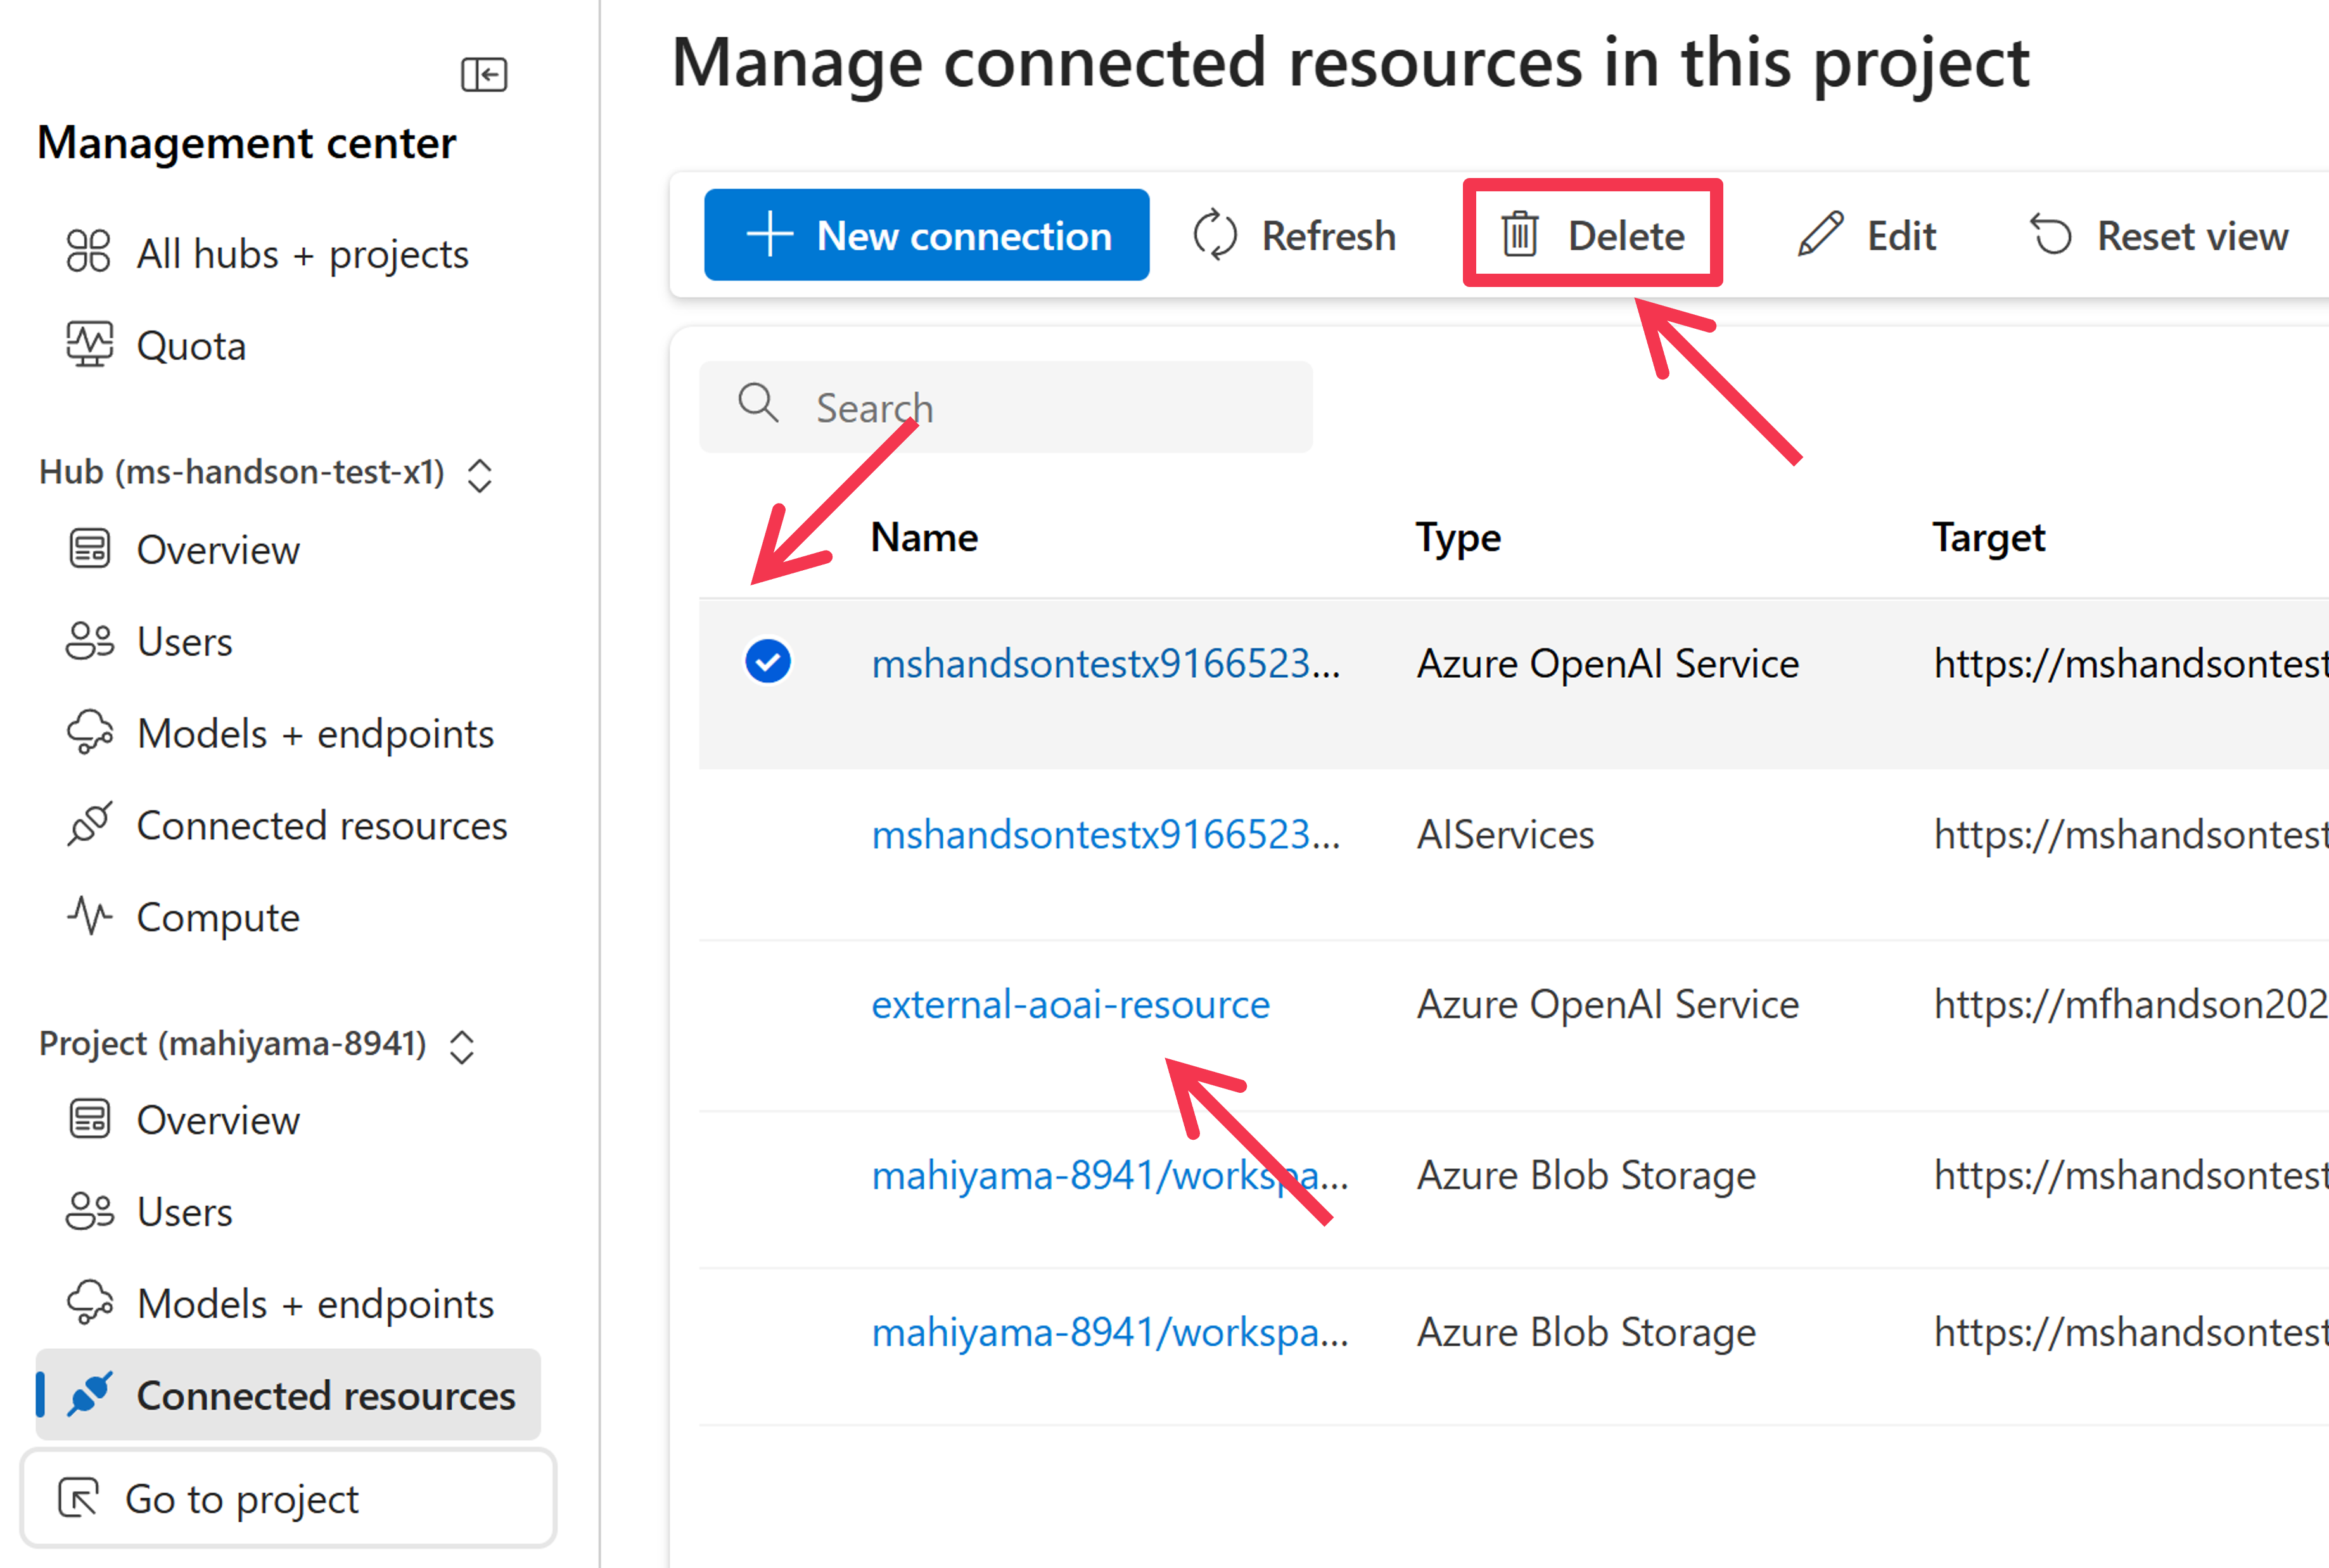 Management center
All hubs + projects
Quota
Hub (ms-handson-test-x1)
Overview
Users
Models + endpoints
Connected resources
Compute
Project (mahiyama-8941)
Overview
Users
Models + endpoints
Connected resources
Go to project
Manage connected resources in this project
New connection Refresh Delete Edit Reset view
Search
Name Type Target
mshandsontestx9166523... Azure OpenAI Service https://mshandsontest
mshandsontestx9166523... AIServices https://mshandsontest
external-aoai-resource Azure OpenAI Service https://mfhandson202
mahiyama-8941/workspa... Azure Blob Storage https://mshandsontest
mahiyama-8941/workspa... Azure Blob Storage https://mshandsontest